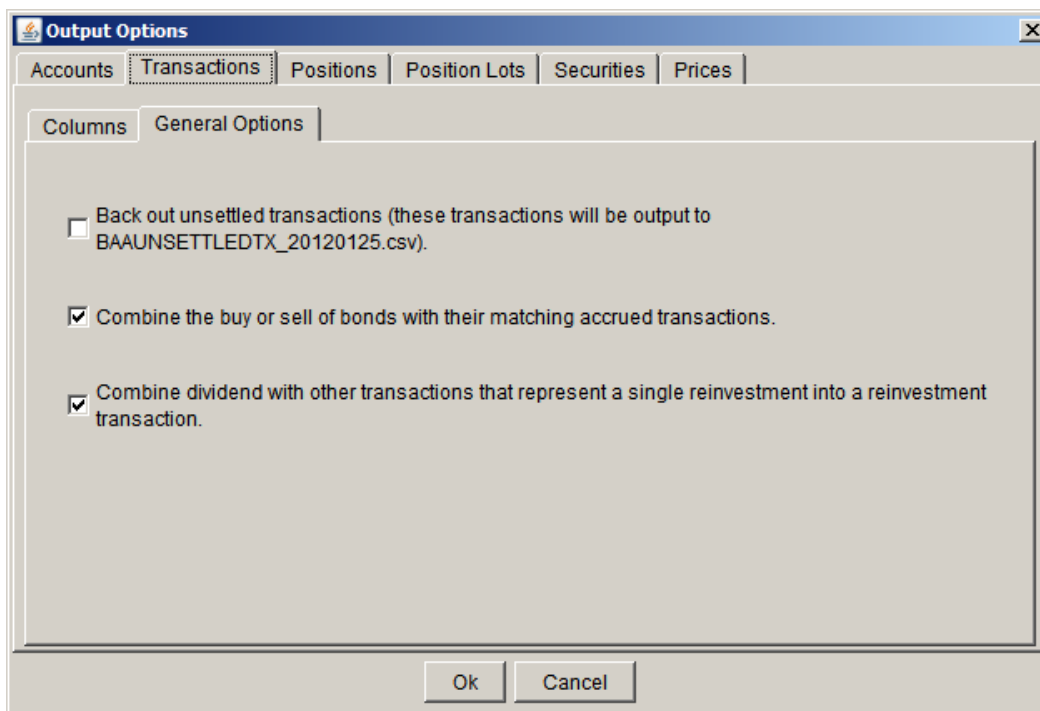 Output Options
Accounts Transactions Positions Position Lots Securities Prices
Columns General Options
Back out unsettled transactions (these transactions will be output to
BAAUNSETTLEDTX_20120125.csv).
Combine the buy or sell of bonds with their matching accrued transactions.
Combine dividend with other transactions that represent a single reinvestment into a reinvestment
transaction.
Ok Cancel